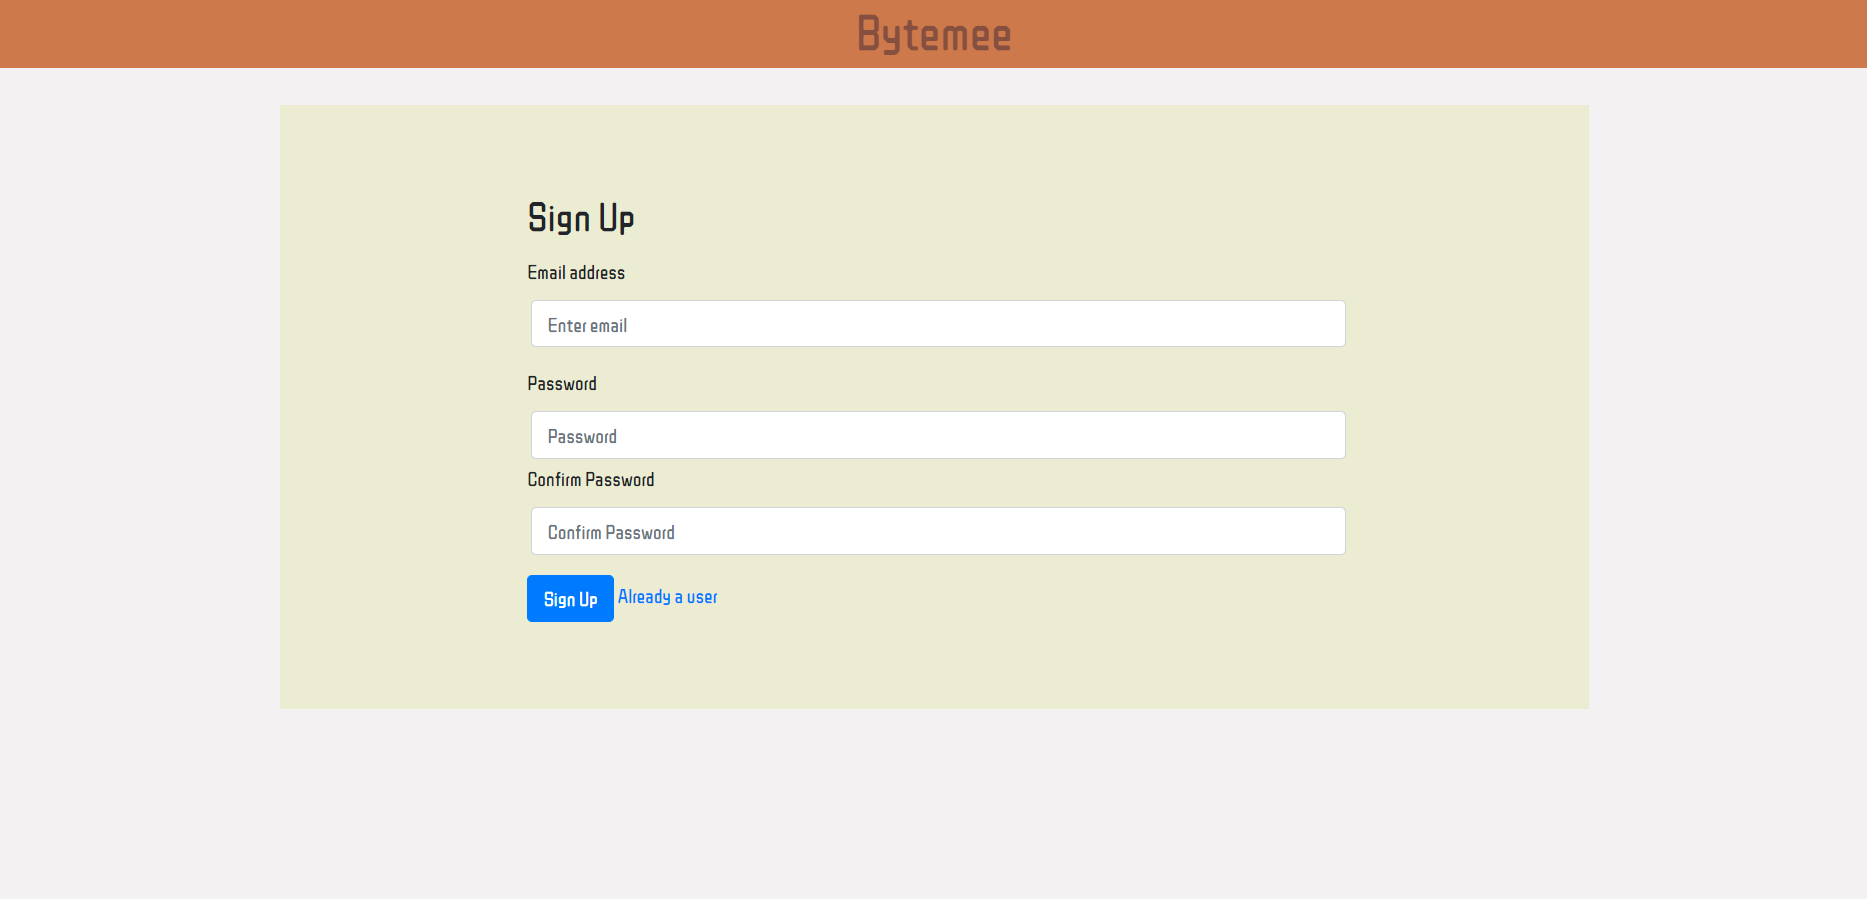 Bytemee
Sign Up
Email address
Enter email
Password
Password
Confirm Password
Confirm Password
Sign Up Already a user